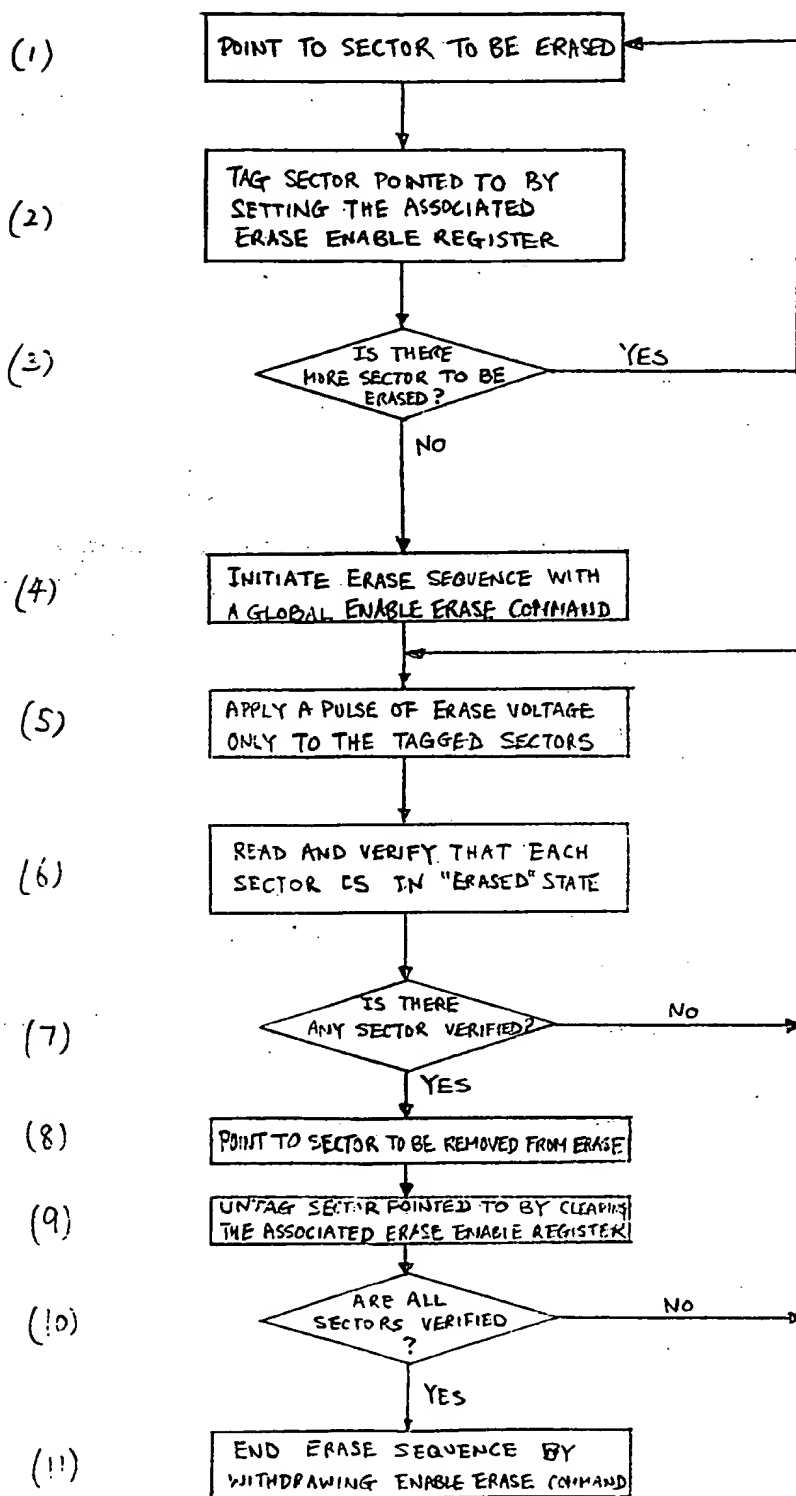 (1)
POINT TO SECTOR TO BE ERASED
(2)
TAG SECTOR POINTED TO BY
SETTING THE ASSOCIATED
ERASE ENABLE REGISTER
(3)
IS THERE
MORE SECTOR TO BE
ERASED?
YES
NO
(4)
INITIATE ERASE SEQUENCE WITH
A GLOBAL ENABLE ERASE COMMAND
(5)
APPLY A PULSE OF ERASE VOLTAGE
ONLY TO THE TAGGED SECTORS
(6)
READ AND VERIFY THAT EACH
SECTOR IS IN "ERASED" STATE
(7)
IS THERE
ANY SECTOR VERIFIED?
NO
YES
(8)
POINT TO SECTOR TO BE REMOVED FROM ERASE
(9)
UNTAG SECTOR POINTED TO BY CLEARING
THE ASSOCIATED ERASE ENABLE REGISTER
(10)
ARE ALL
SECTORS VERIFIED
?
NO
YES
(11)
END ERASE SEQUENCE BY
WITHDRAWING ENABLE ERASE COMMAND